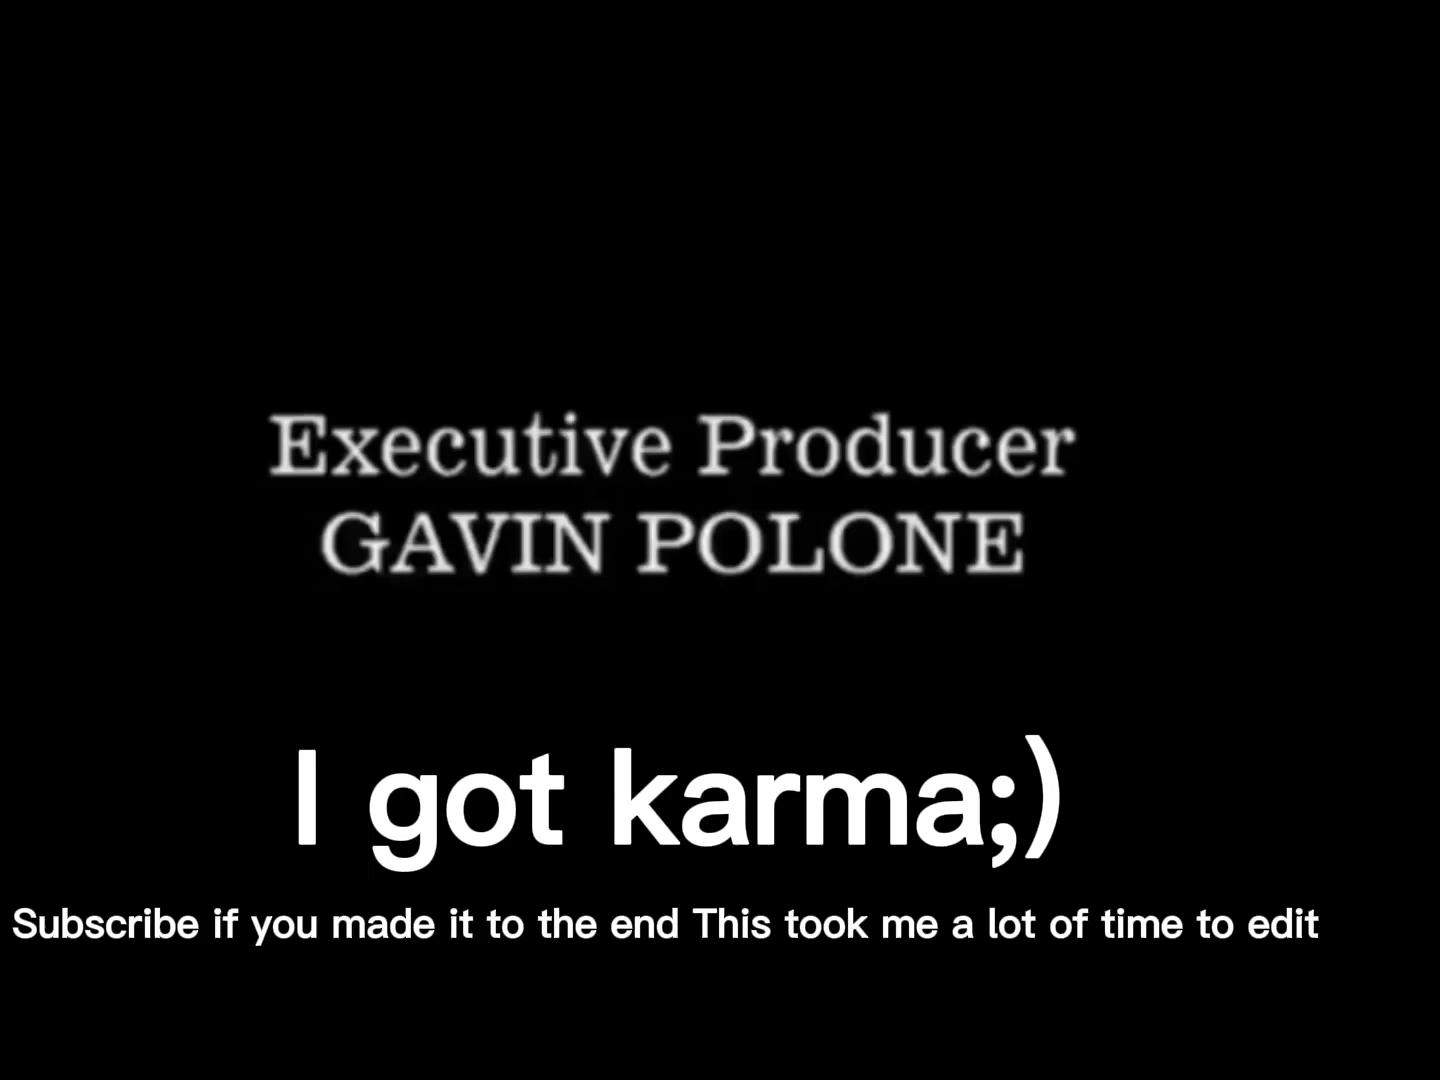 Executive Producer
GAVIN POLONE
I got karma;)
Subscribe if you made it to the end This took me a lot of time to edit